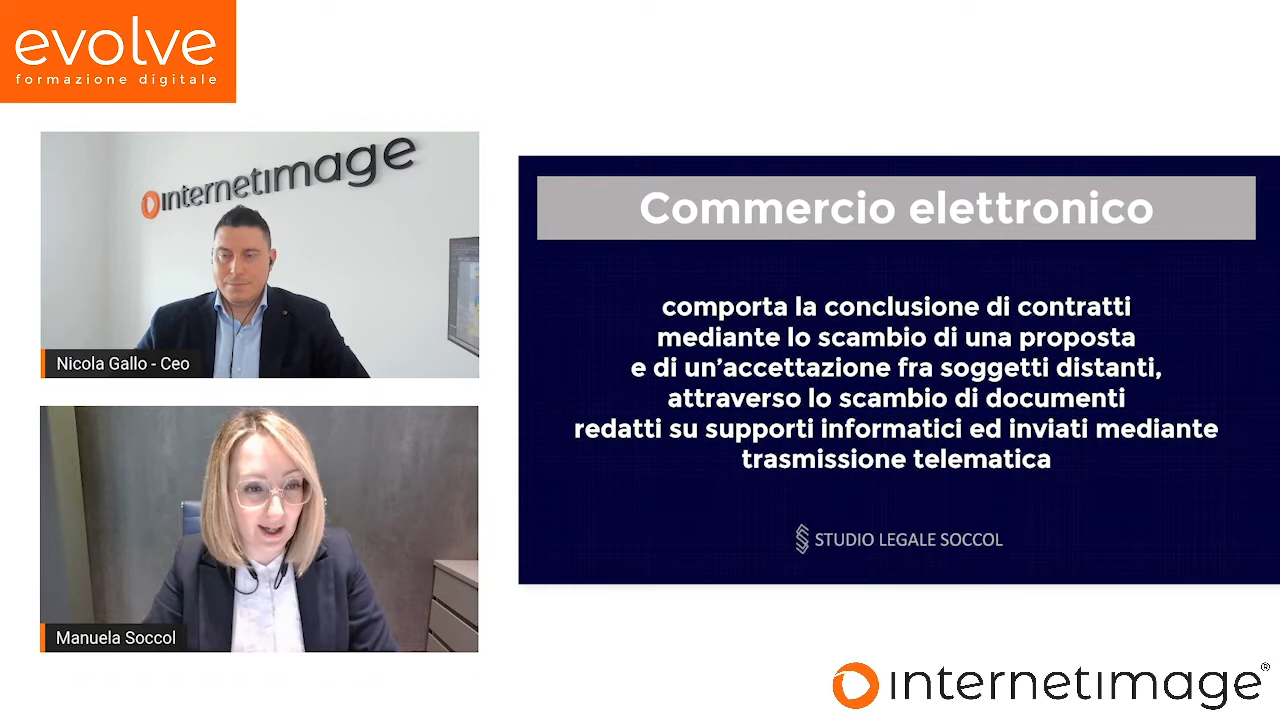 evolve
formazione digitale
internetimage
Nicola Gallo - Ceo
Manuela Soccol
Commercio elettronico
comporta la conclusione di contratti
mediante lo scambio di una proposta
e di un’accettazione fra soggetti distanti,
attraverso lo scambio di documenti
redatti su supporti informatici ed inviati mediante
trasmissione telematica
STUDIO LEGALE SOCCOL
internetimage®